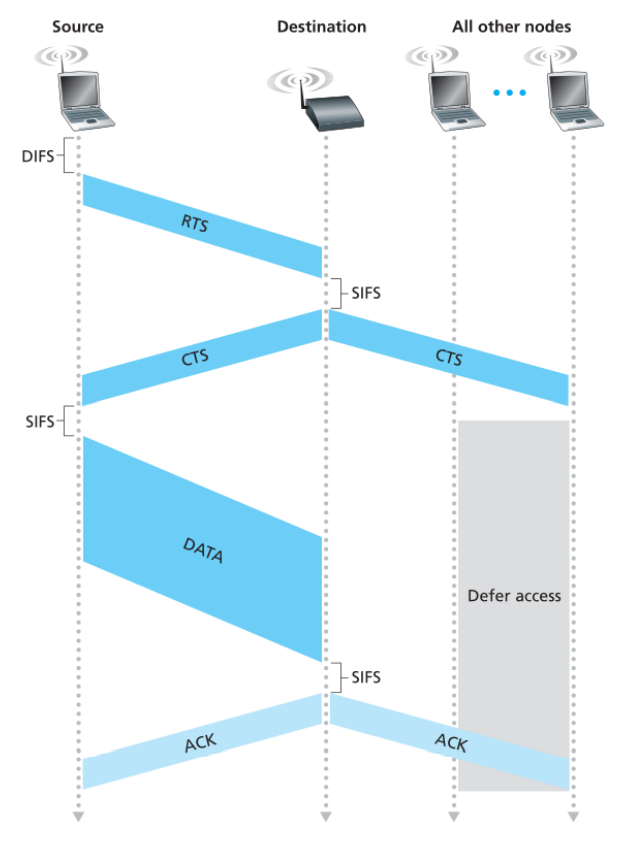 Source
Destination
All other nodes
DIFS
RTS
SIFS
CTS
CTS
SIFS
DATA
Defer access
SIFS
ACK
ACK